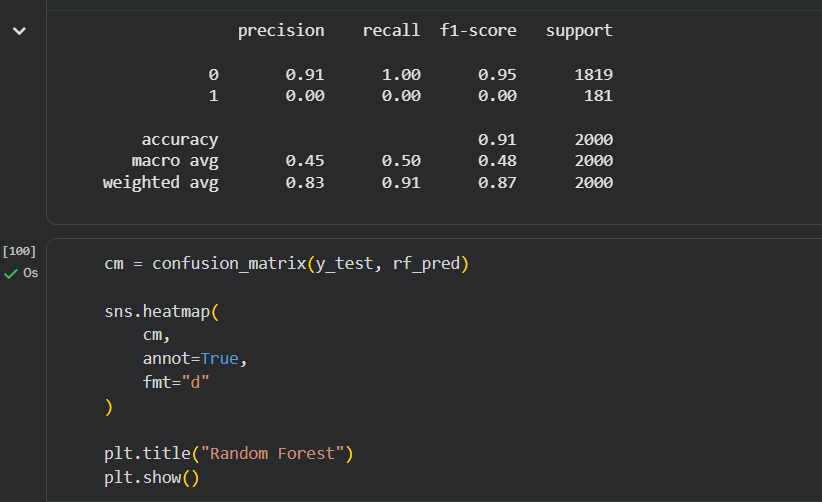 precision recall f1-score support
0 0.91 1.00 0.95 1819
1 0.00 0.00 0.00 181
accuracy 0.91 2000
macro avg 0.45 0.50 0.48 2000
weighted avg 0.83 0.91 0.87 2000
[100]
0s
cm = confusion_matrix(y_test, rf_pred)
sns.heatmap(
cm,
annot=True,
fmt="d"
)
plt.title("Random Forest")
plt.show()